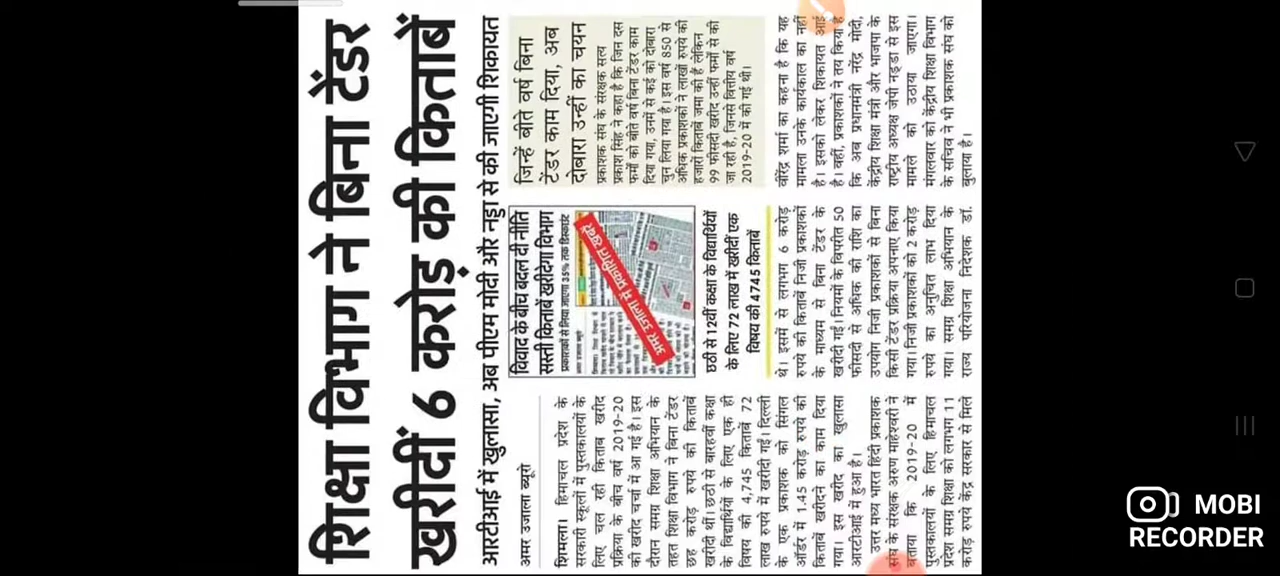 शिक्षा विभाग ने बिना टेंडर
खरीदीं 6 करोड़ की किताबें
आरटीआई में खुलासा, अब पीएम मोदी और नड्डा से की जाएगी शिकायत
अमर उजाला ब्यूरो
शिमला। हिमाचल प्रदेश के
सरकारी स्कूलों में पुस्तकालयों के
लिए चल रही किताब खरीद
प्रक्रिया के बीच वर्ष 2019-20
की खरीद चर्चा में आ गई है। इस
दौरान समग्र शिक्षा अभियान के
तहत शिक्षा विभाग ने बिना टेंडर
छह करोड़ रुपये की किताबें
खरीदी थीं। छठी से बारहवीं कक्षा
के विद्यार्थियों के लिए एक ही
विषय की 4,745 किताबें 72
लाख रुपये में खरीदी गईं। दिल्ली
के एक प्रकाशक को सिंगल
ऑर्डर में 1.45 करोड़ रुपये की
किताबें खरीदने का काम दिया
गया। इस खरीद का खुलासा
आरटीआई में हुआ है।
उत्तर मध्य भारत हिंदी प्रकाशक
संघ के संरक्षक अरुण माहेश्वरी ने
बताया कि 2019-20 में
पुस्तकालयों के लिए हिमाचल
प्रदेश समग्र शिक्षा को लगभग 11
करोड़ रुपये केंद्र सरकार से मिले
विवाद के बीच बदल दी नीति
सस्ती किताबें खरीदेगा विभाग
प्रकाशकों से लिया जाएगा 35% तक डिस्काउंट
अमर उजाला में प्रकाशित खबर
छठी से 12वीं कक्षा के विद्यार्थियों
के लिए 72 लाख में खरीदीं एक
विषय की 4745 किताबें
थे। इसमें से लगभग 6 करोड़
रुपये की किताबें निजी प्रकाशकों
के माध्यम से बिना टेंडर के
खरीदी गईं। नियमों के विपरीत 50
फीसदी से अधिक की राशि का
उपयोग निजी प्रकाशकों से बिना
किसी टेंडर प्रक्रिया अपनाए किया
गया। निजी प्रकाशकों को 2 करोड़
रुपये का अनुचित लाभ दिया
गया। समग्र शिक्षा अभियान के
राज्य परियोजना निदेशक डॉ.
जिन्हें बीते वर्ष बिना
टेंडर काम दिया, अब
दोबारा उन्हीं का चयन
प्रकाशक संघ के संरक्षक सत्य
प्रकाश सिंह ने कहा है कि जिन दस
फर्मों को बीते वर्ष बिना टेंडर काम
दिया गया, उनमें से कई को दोबारा
चुन लिया गया है। इस वर्ष 850 से
अधिक प्रकाशकों ने लाखों रुपये की
हजारों किताबें जमा की हैं लेकिन
99 फीसदी खरीद उन्हीं फर्मों से की
जा रही है, जिनसे वित्तीय वर्ष
2019-20 में की गई थी।
वीरेंद्र शर्मा का कहना है कि यह
मामला उनके कार्यकाल का नहीं
है। इसको लेकर शिकायत आई
है। वहीं, प्रकाशकों ने तय किया है
कि अब प्रधानमंत्री नरेंद्र मोदी,
केंद्रीय शिक्षा मंत्री और भाजपा के
राष्ट्रीय अध्यक्ष जेपी नड्डा से इस
मामले को उठाया जाएगा।
मंगलवार को केंद्रीय शिक्षा विभाग
के सचिव ने भी प्रकाशक संघ को
बुलाया है।
MOBI
RECORDER